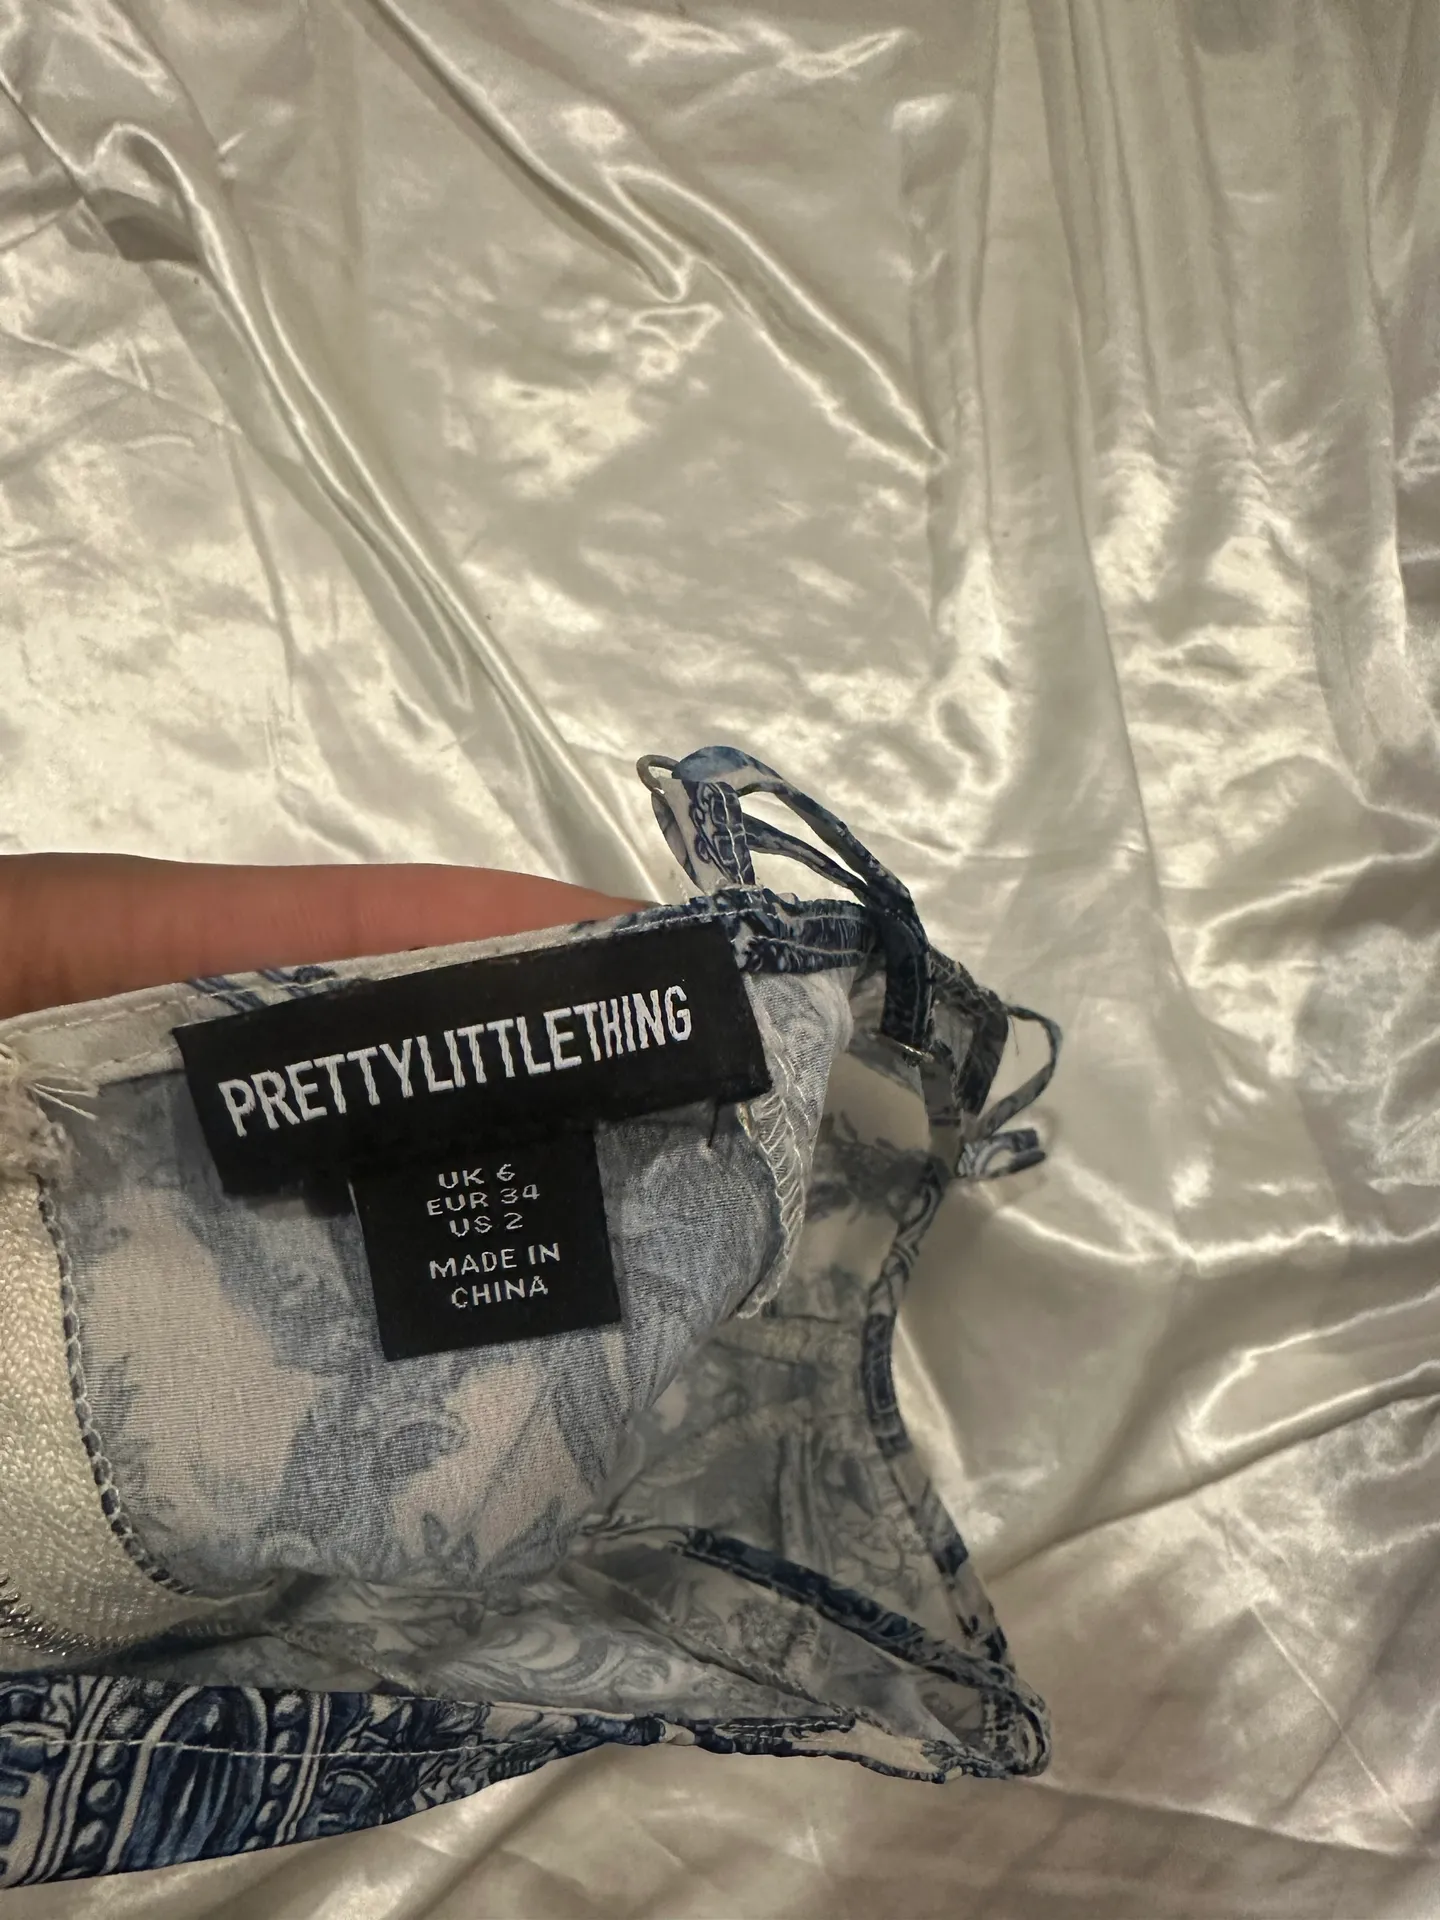 PRETTYLITTLETHING
UK 6
EUR 34
US 2
MADE IN
CHINA